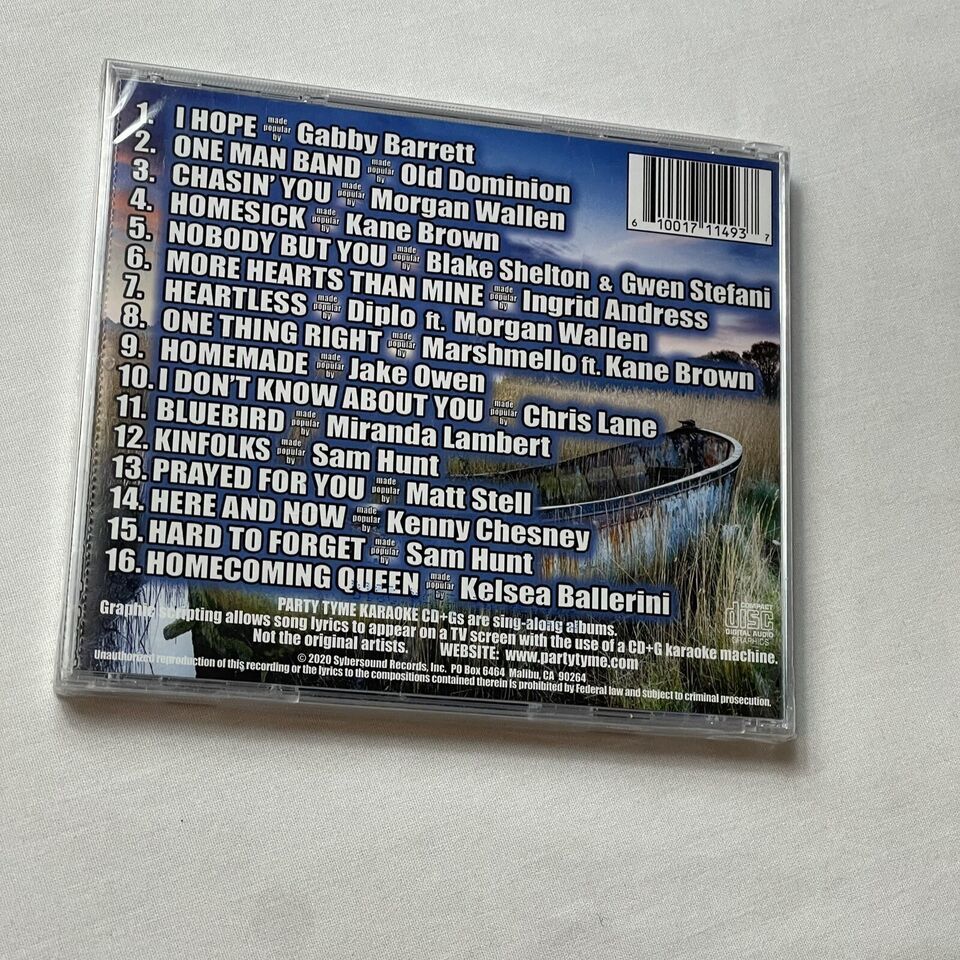 1. I HOPE made popular by Gabby Barrett
2. ONE MAN BAND made popular by Old Dominion
3. CHASIN' YOU made popular by Morgan Wallen
4. HOMESICK made popular by Kane Brown
5. NOBODY BUT YOU made popular by Blake Shelton & Gwen Stefani
6. MORE HEARTS THAN MINE made popular by Ingrid Andress
7. HEARTLESS made popular by Diplo ft. Morgan Wallen
8. ONE THING RIGHT made popular by Marshmello ft. Kane Brown
9. HOMEMADE made popular by Jake Owen
10. I DON'T KNOW ABOUT YOU made popular by Chris Lane
11. BLUEBIRD made popular by Miranda Lambert
12. KINFOLKS made popular by Sam Hunt
13. PRAYED FOR YOU made popular by Matt Stell
14. HERE AND NOW made popular by Kenny Chesney
15. HARD TO FORGET made popular by Sam Hunt
16. HOMECOMING QUEEN made popular by Kelsea Ballerini
6 10017 11493 7
PARTY TYME KARAOKE CD+Gs are sing-along albums.
Graphic scripting allows song lyrics to appear on a TV screen with the use of a CD+G karaoke machine.
Not the original artists. WEBSITE: www.partytyme.com
© 2020 Sybersound Records, Inc. PO Box 6464 Malibu, CA 90264
Unauthorized reproduction of this recording or the lyrics to the compositions contained therein is prohibited by Federal law and subject to criminal prosecution.
COMPACT
disc
DIGITAL AUDIO
GRAPHICS